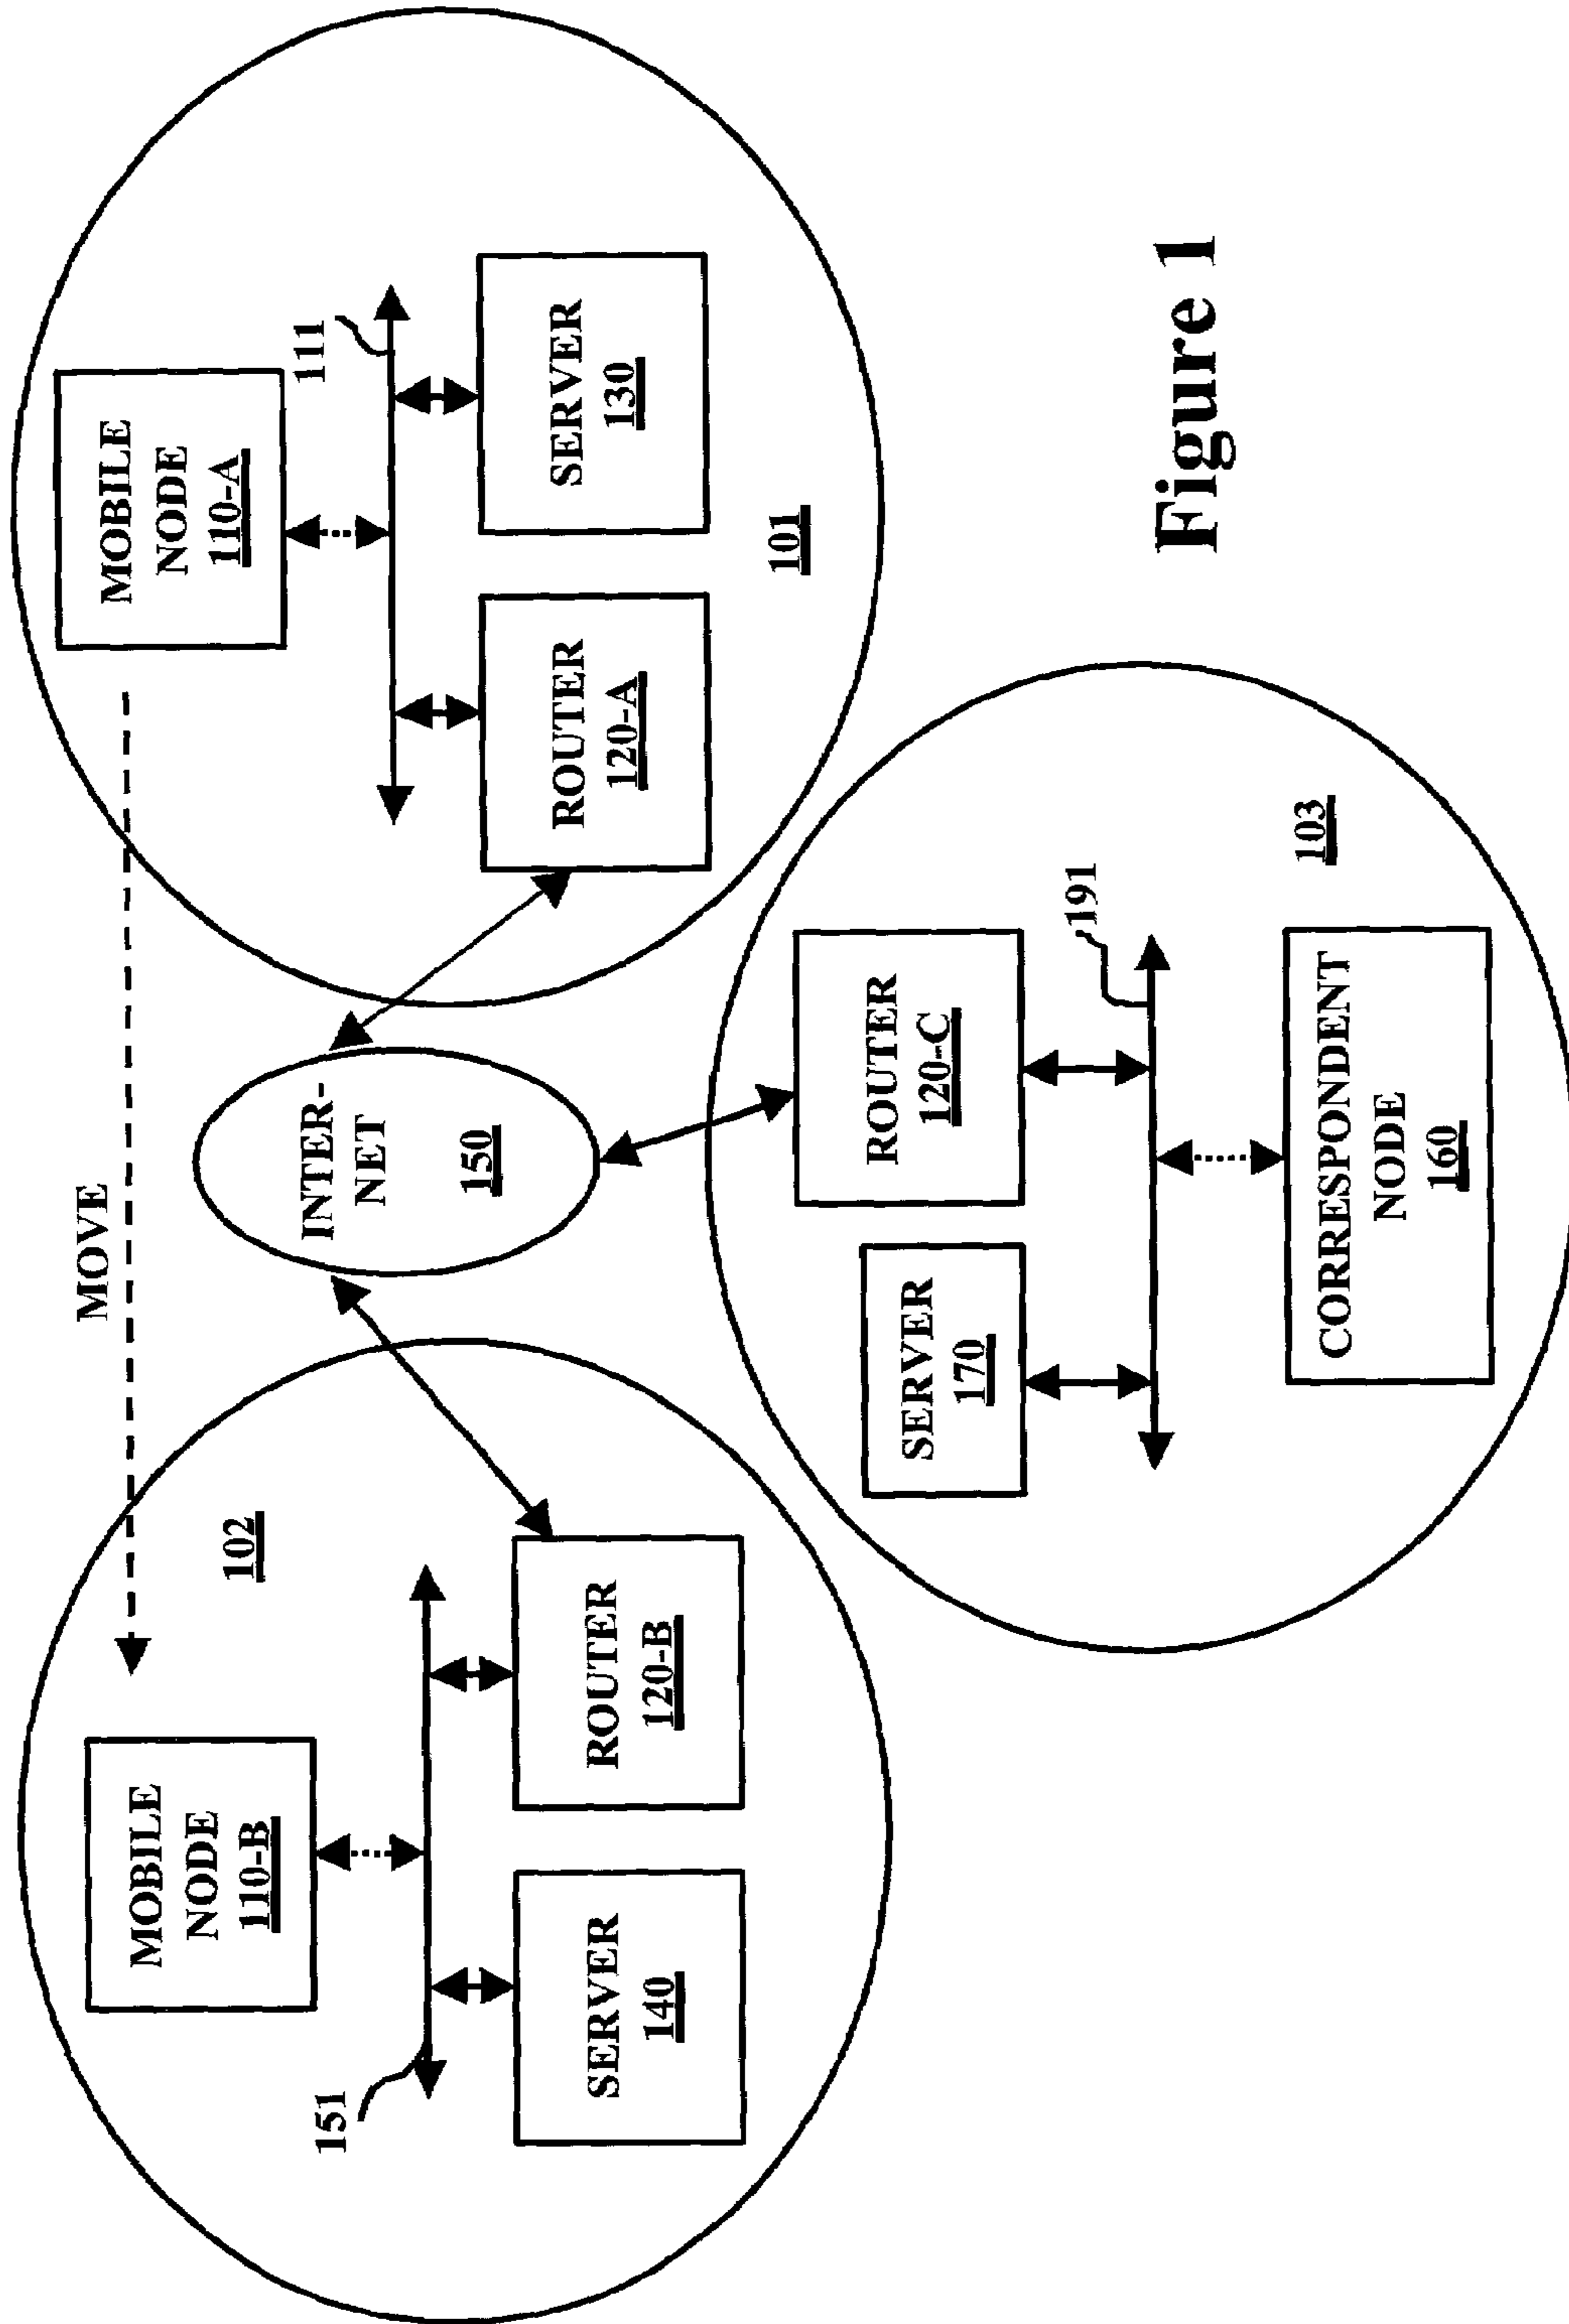 MOVE
102
MOBILE
NODE
110-B
151
SERVER
140
ROUTER
120-B
INTER-
NET
150
MOBILE
NODE
110-A
111
ROUTER
120-A
SERVER
130
101
SERVER
170
ROUTER
120-C
191
103
CORRESPONDENT
NODE
160
Figure 1